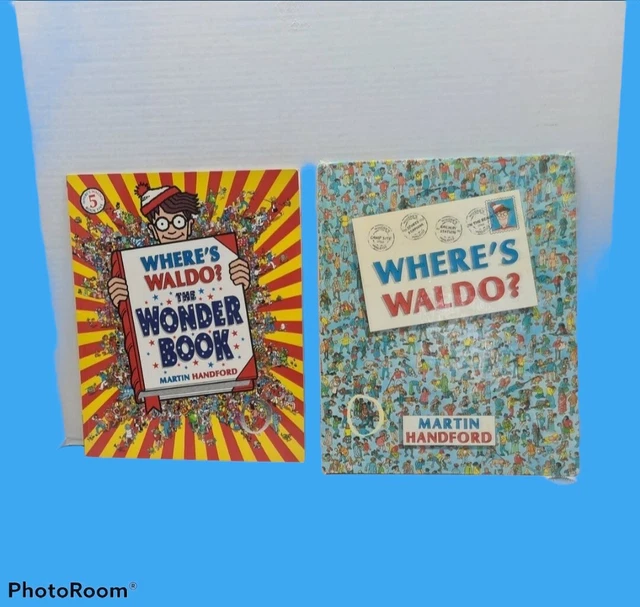 5
WHERE'S
WALDO?
THE
WONDER
BOOK
MARTIN HANDFORD
WHERE'S
WALDO?
MARTIN
HANDFORD
PhotoRoom®